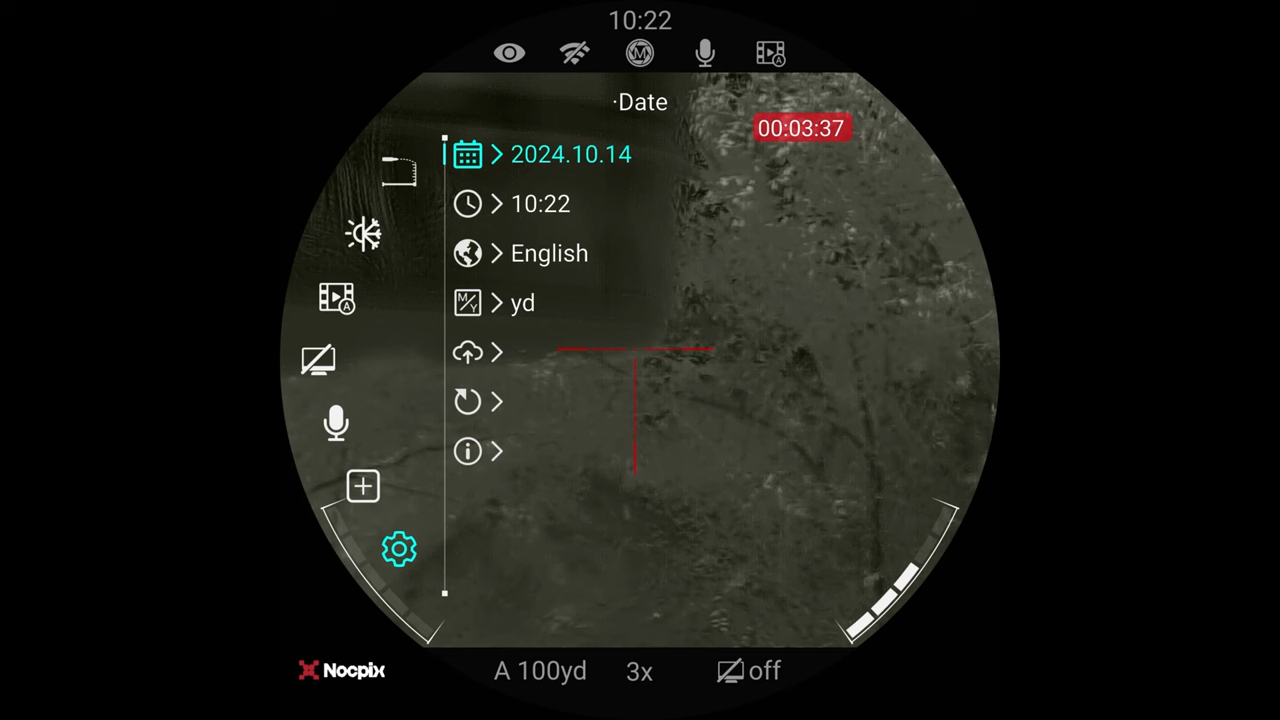 10:22
·Date
00:03:37
2024.10.14
10:22
English
M/Y yd
Nocpix
A 100yd 3x off